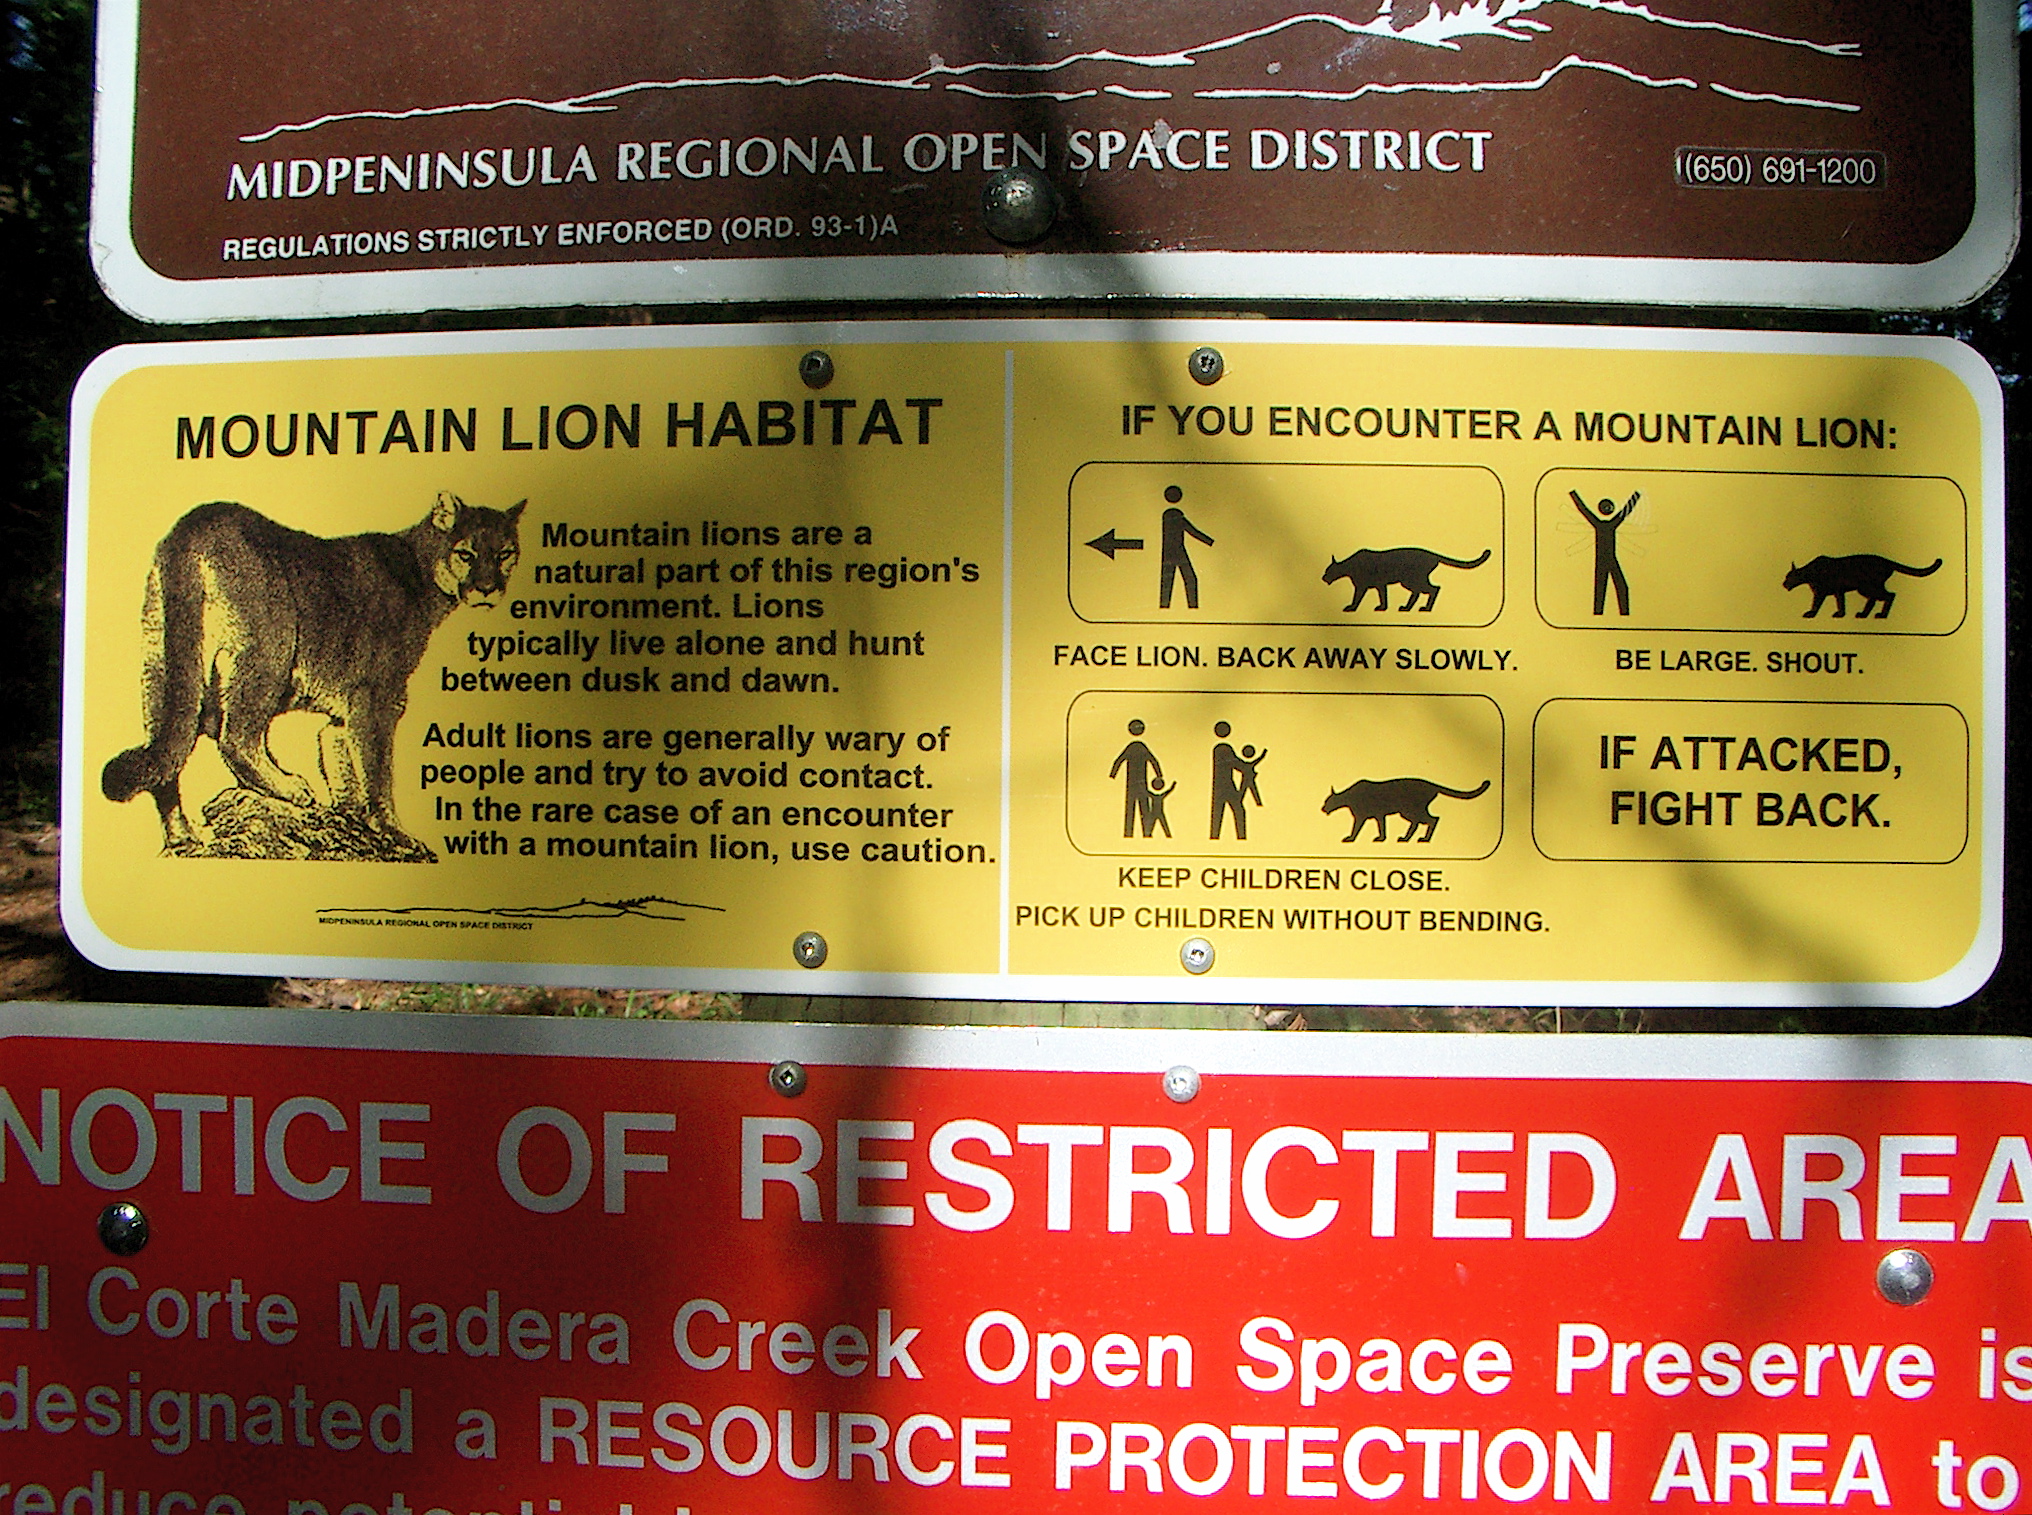 MIDPENINSULA REGIONAL OPEN SPACE DISTRICT
(650) 691-1200
REGULATIONS STRICTLY ENFORCED (ORD. 93-1)A
MOUNTAIN LION HABITAT
Mountain lions are a
natural part of this region's
environment. Lions
typically live alone and hunt
between dusk and dawn.
Adult lions are generally wary of
people and try to avoid contact.
In the rare case of an encounter
with a mountain lion, use caution.
MIDPENINSULA REGIONAL OPEN SPACE DISTRICT
IF YOU ENCOUNTER A MOUNTAIN LION:
FACE LION. BACK AWAY SLOWLY.
BE LARGE. SHOUT.
KEEP CHILDREN CLOSE.
PICK UP CHILDREN WITHOUT BENDING.
IF ATTACKED,
FIGHT BACK.
NOTICE OF RESTRICTED AREA
El Corte Madera Creek Open Space Preserve is
designated a RESOURCE PROTECTION AREA to
reduce